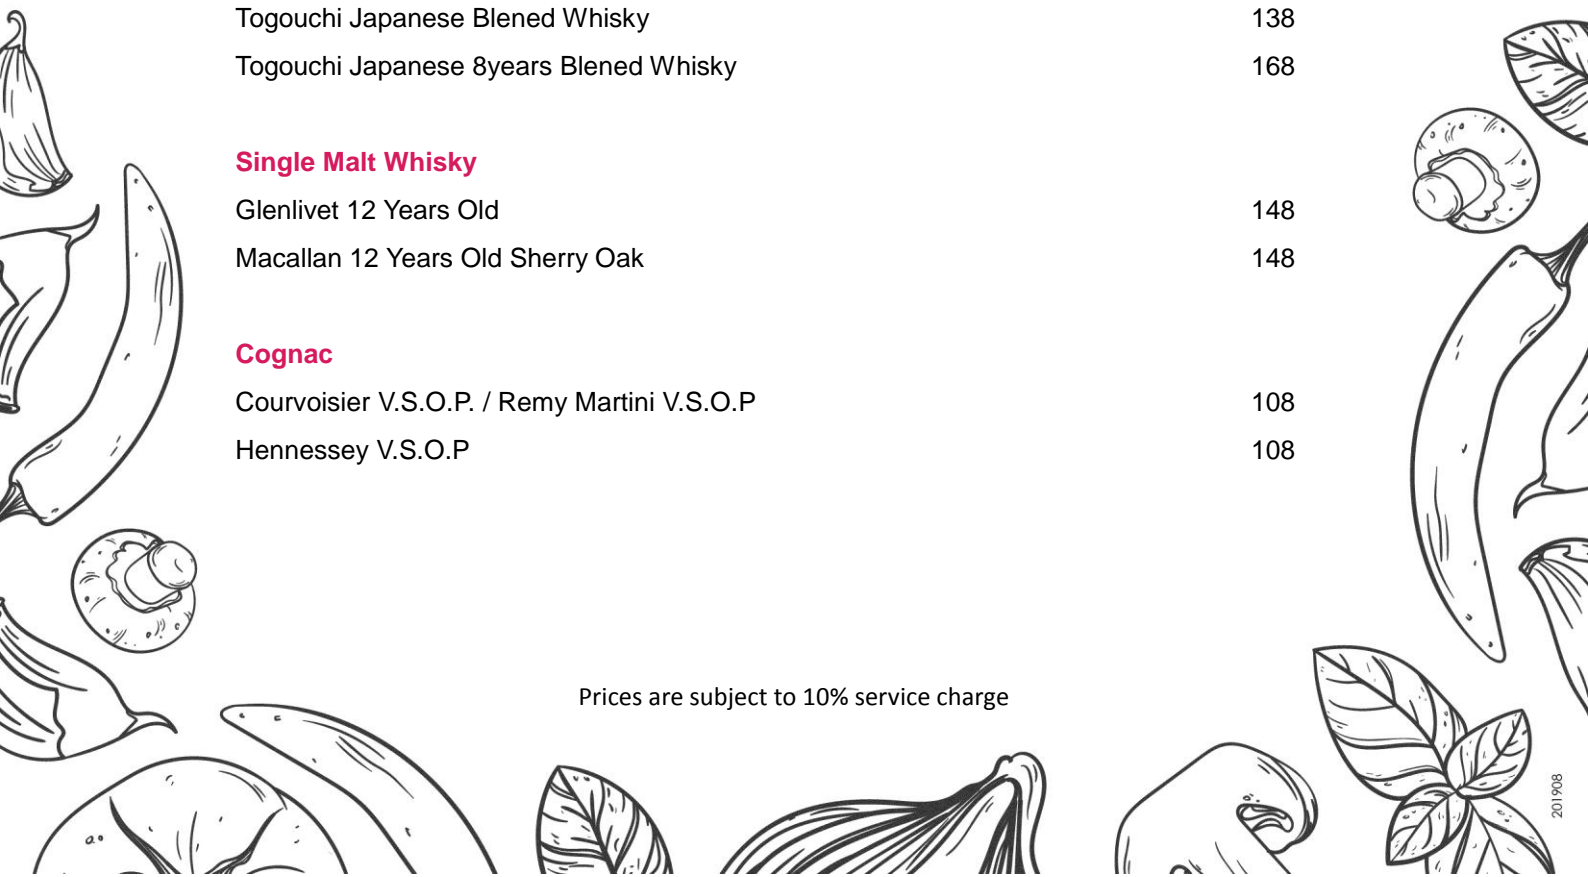 Togouchi Japanese Blened Whisky 138
Togouchi Japanese 8years Blened Whisky 168
Single Malt Whisky
Glenlivet 12 Years Old 148
Macallan 12 Years Old Sherry Oak 148
Cognac
Courvoisier V.S.O.P. / Remy Martini V.S.O.P 108
Hennessey V.S.O.P 108
Prices are subject to 10% service charge
201908